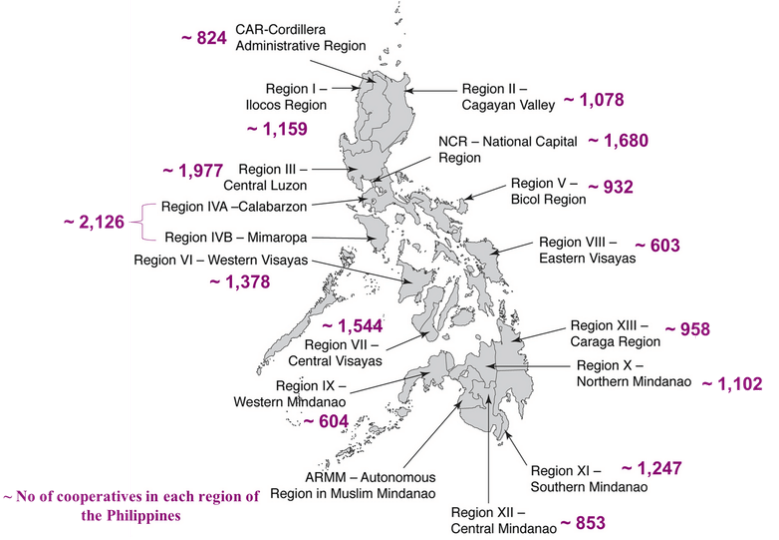 CAR-Cordillera
Administrative Region
~ 824
Region I –
Ilocos Region
~ 1,159
Region II –
Cagayan Valley
~ 1,078
NCR – National Capital
Region
~ 1,680
~ 1,977
Region III –
Central Luzon
Region V –
Bicol Region
~ 932
~ 2,126
Region IVA –Calabarzon
Region IVB – Mimaropa
Region VI – Western Visayas
~ 1,378
Region VIII –
Eastern Visayas
~ 603
~ 1,544
Region VII –
Central Visayas
Region XIII –
Caraga Region
~ 958
Region X –
Northern Mindanao
~ 1,102
Region IX –
Western Mindanao
~ 604
ARMM – Autonomous
Region in Muslim Mindanao
Region XI –
Southern Mindanao
~ 1,247
Region XII –
Central Mindanao
~ 853
~ No of cooperatives in each region of
the Philippines